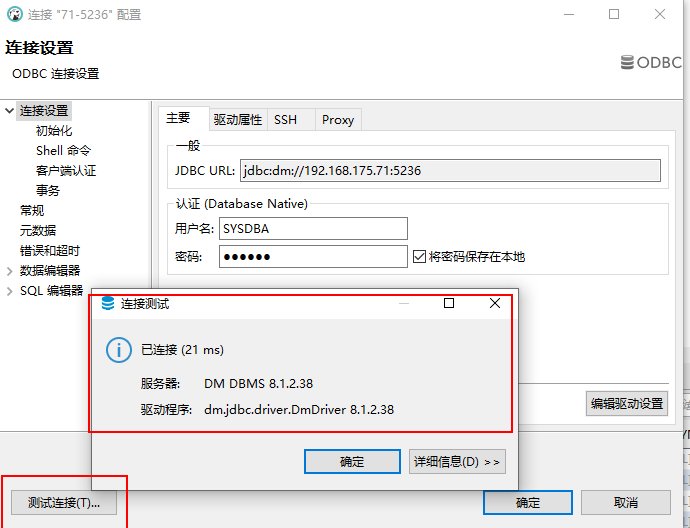 连接 "71-5236" 配置
连接设置
ODBC 连接设置
ODBC
连接设置
初始化
Shell 命令
客户端认证
事务
常规
元数据
错误和超时
数据编辑器
SQL 编辑器
主要 驱动属性 SSH Proxy
一般
JDBC URL: jdbc:dm://192.168.175.71:5236
认证 (Database Native)
用户名: SYSDBA
密码: ●●●●●● 将密码保存在本地
连接测试
已连接 (21 ms)
服务器: DM DBMS 8.1.2.38
驱动程序: dm.jdbc.driver.DmDriver 8.1.2.38
确定 详细信息(D) >>
编辑驱动设置
测试连接(T)... 确定 取消